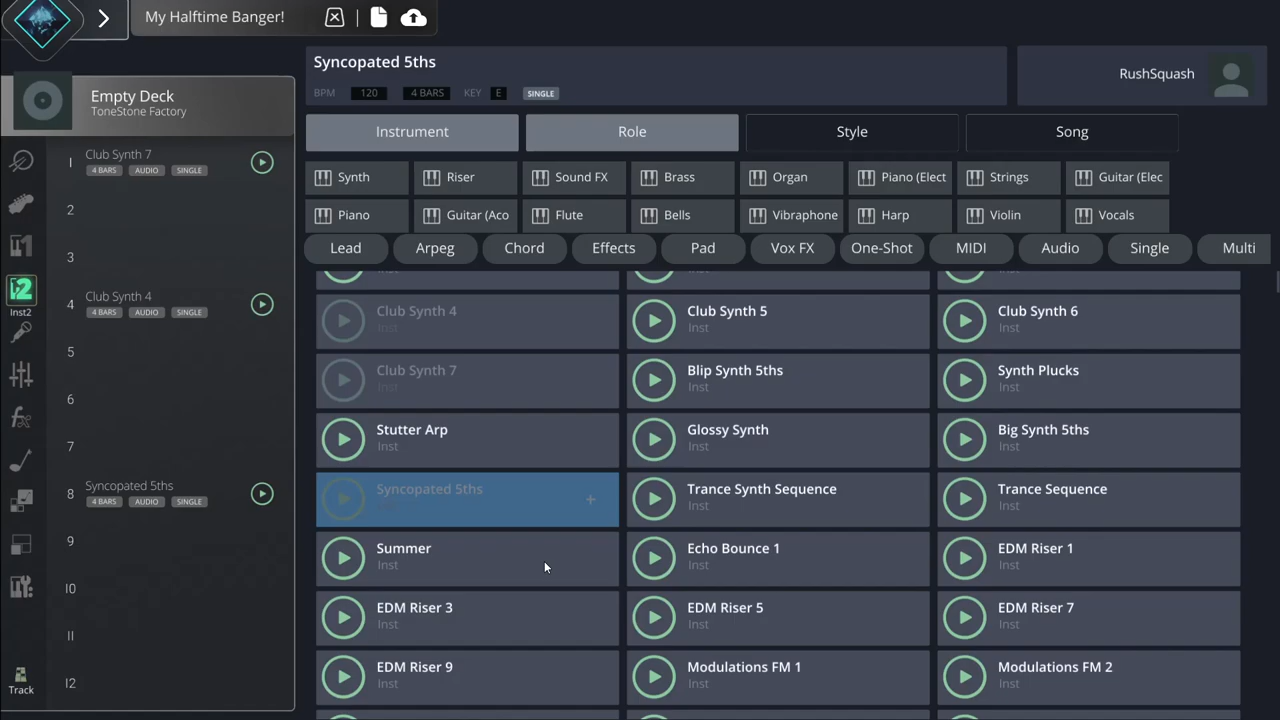 My Halftime Banger!
Syncopated 5ths
BPM 120 4 BARS KEY E SINGLE
RushSquash
Empty Deck
ToneStone Factory
Instrument Role Style Song
1 Club Synth 7
4 BARS AUDIO SINGLE
2
3
4 Club Synth 4
4 BARS AUDIO SINGLE
5
6
7
8 Syncopated 5ths
4 BARS AUDIO SINGLE
9
10
11
12
Inst2
Track
Synth Riser Sound FX Brass Organ Piano (Elect Strings Guitar (Elec
Piano Guitar (Aco Flute Bells Vibraphone Harp Violin Vocals
Lead Arpeg Chord Effects Pad Vox FX One-Shot MIDI Audio Single Multi
Club Synth 4 Club Synth 5 Club Synth 6
Inst Inst Inst
Club Synth 7 Blip Synth 5ths Synth Plucks
Inst Inst Inst
Stutter Arp Glossy Synth Big Synth 5ths
Inst Inst Inst
Syncopated 5ths Trance Synth Sequence Trance Sequence
Inst Inst
Summer Echo Bounce 1 EDM Riser 1
Inst Inst Inst
EDM Riser 3 EDM Riser 5 EDM Riser 7
Inst Inst Inst
EDM Riser 9 Modulations FM 1 Modulations FM 2
Inst Inst Inst